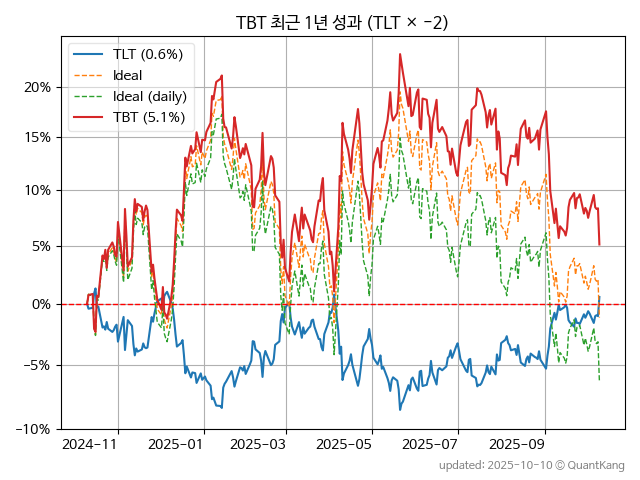 TBT 최근 1년 성과 (TLT × −2)
TLT (0.6%)
Ideal
Ideal (daily)
TBT (5.1%)
20%
15%
10%
5%
0%
−5%
−10%
2024−11 2025−01 2025−03 2025−05 2025−07 2025−09
updated: 2025-10-10 ⓒ QuantKang